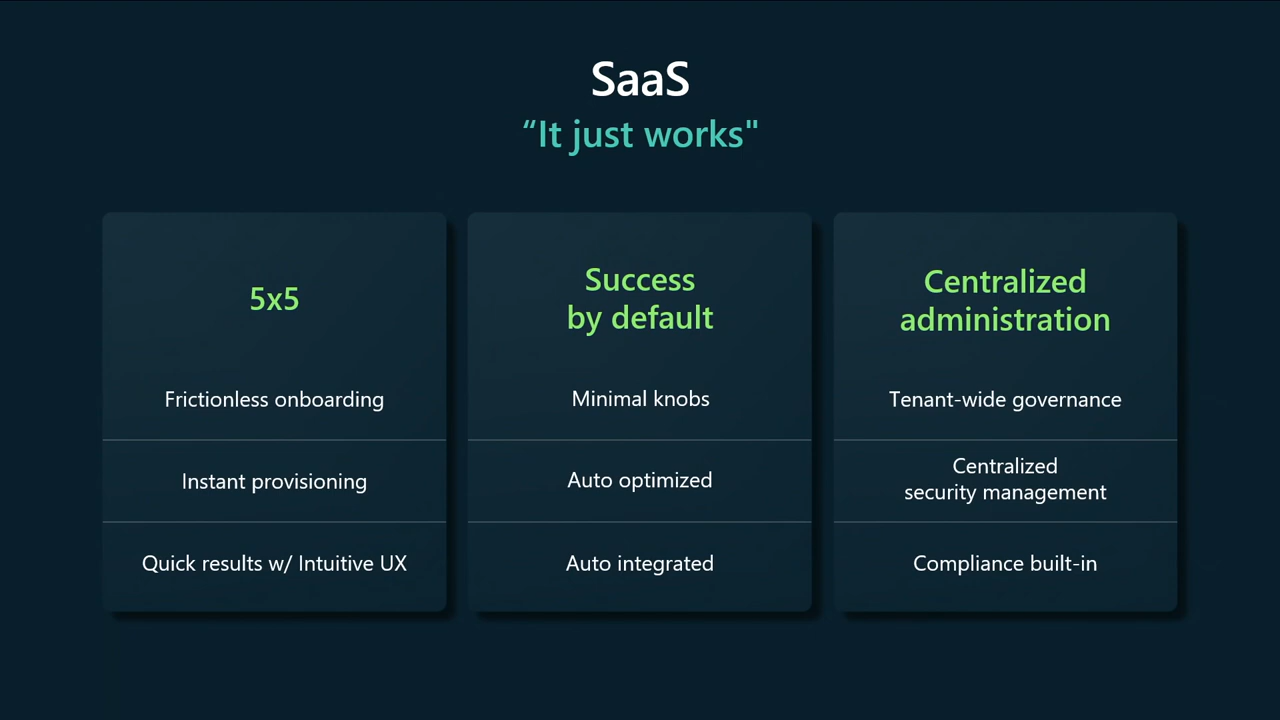 SaaS
“It just works"
5x5
Frictionless onboarding
Instant provisioning
Quick results w/ Intuitive UX
Success
by default
Minimal knobs
Auto optimized
Auto integrated
Centralized
administration
Tenant-wide governance
Centralized
security management
Compliance built-in